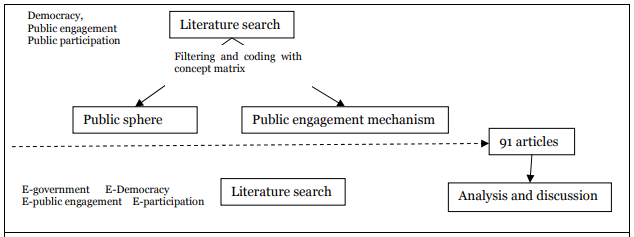 Democracy,
Public engagement
Public participation
Literature search
Filtering and coding with
concept matrix
Public sphere
Public engagement mechanism
91 articles
E-government E-Democracy
E-public engagement E-participation
Literature search
Analysis and discussion